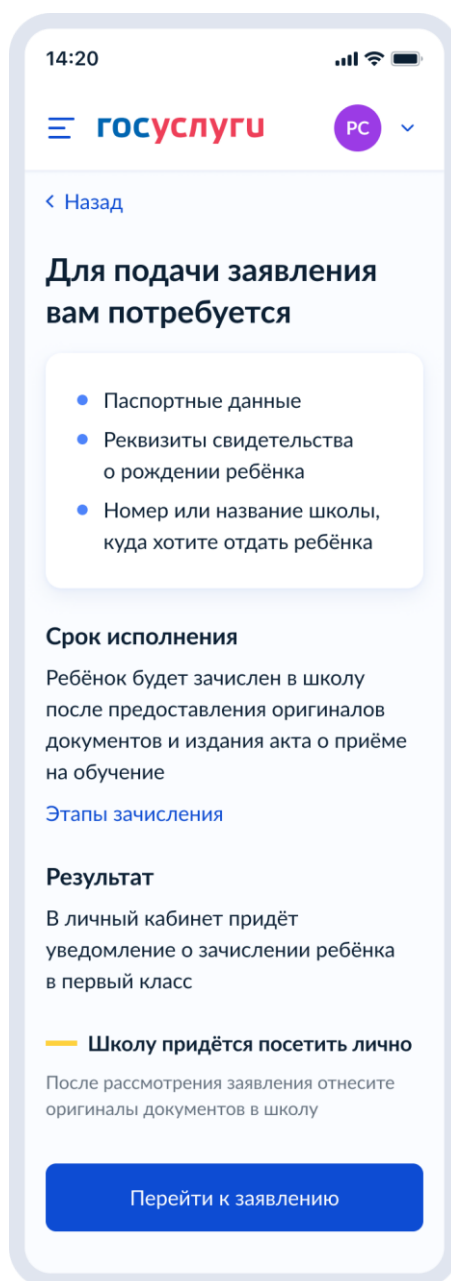 14:20
госуслуги
РС
Назад
Для подачи заявления
вам потребуется
Паспортные данные
Реквизиты свидетельства
о рождении ребёнка
Номер или название школы,
куда хотите отдать ребёнка
Срок исполнения
Ребёнок будет зачислен в школу
после предоставления оригиналов
документов и издания акта о приёме
на обучение
Этапы зачисления
Результат
В личный кабинет придёт
уведомление о зачислении ребёнка
в первый класс
Школу придётся посетить лично
После рассмотрения заявления отнесите
оригиналы документов в школу
Перейти к заявлению